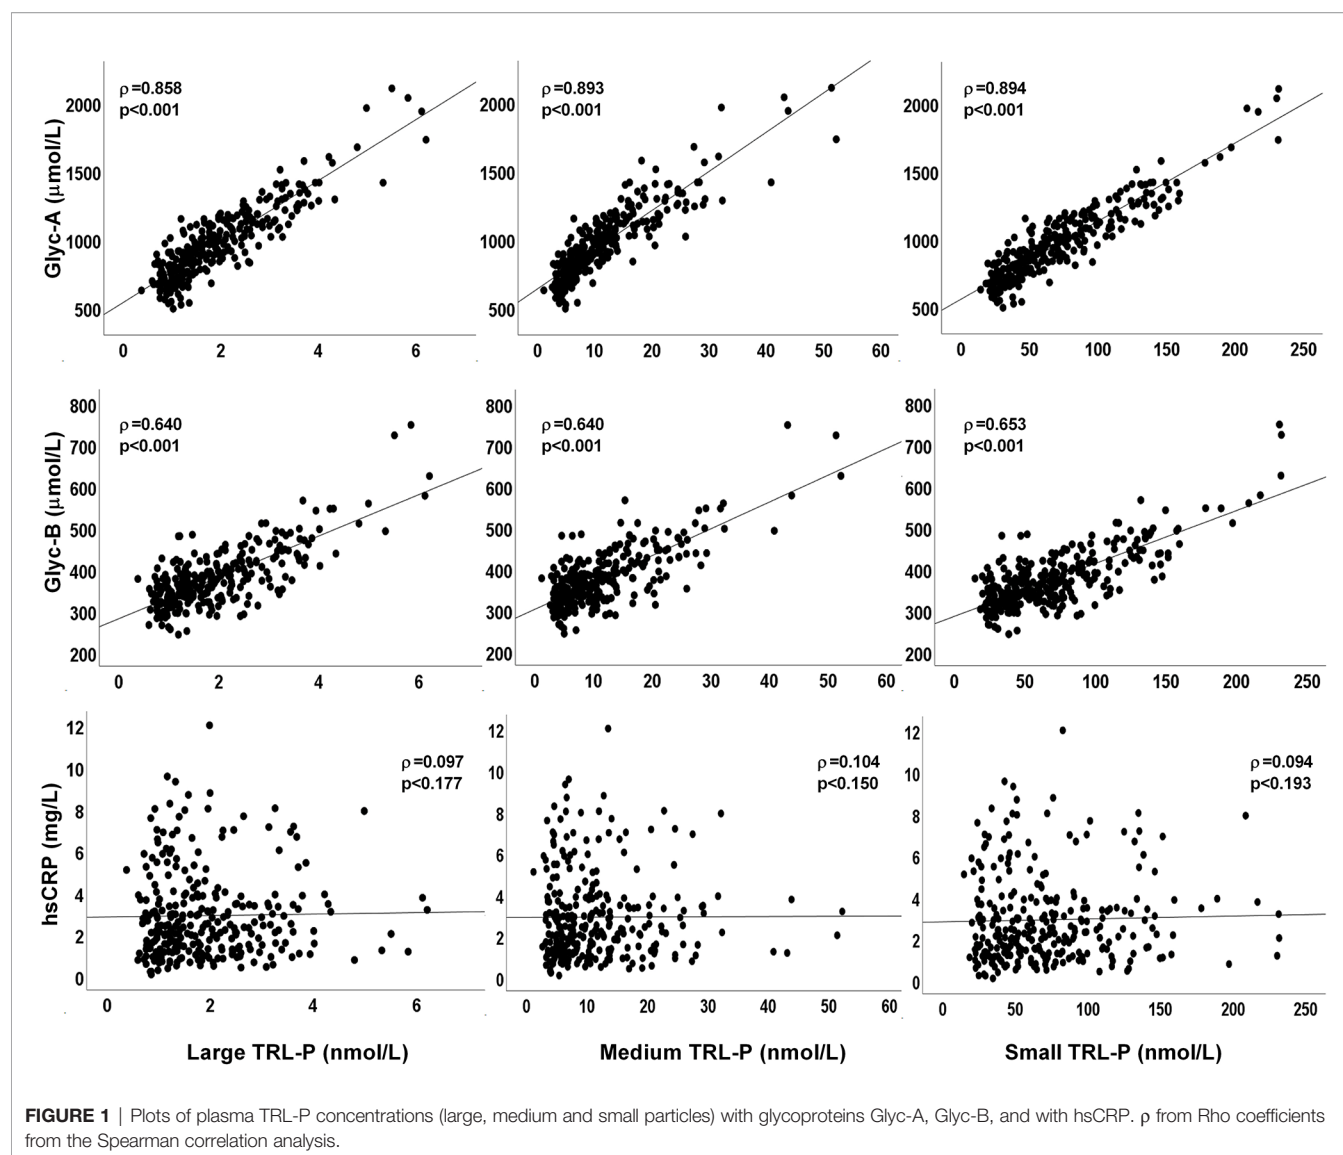 ρ=0.858
p<0.001
ρ=0.893
p<0.001
ρ=0.894
p<0.001
Glyc-A (μmol/L)
2000
1500
1000
500
0 2 4 6
2000
1500
1000
500
0 10 20 30 40 50 60
2000
1500
1000
500
0 50 100 150 200 250
ρ=0.640
p<0.001
ρ=0.640
p<0.001
ρ=0.653
p<0.001
Glyc-B (μmol/L)
800
700
600
500
400
300
200
0 2 4 6
800
700
600
500
400
300
200
0 10 20 30 40 50 60
800
700
600
500
400
300
200
0 50 100 150 200 250
ρ=0.097
p<0.177
ρ=0.104
p<0.150
ρ=0.094
p<0.193
hsCRP (mg/L)
12
10
8
6
4
2
0
0 2 4 6
12
10
8
6
4
2
0
0 10 20 30 40 50 60
12
10
8
6
4
2
0
0 50 100 150 200 250
Large TRL-P (nmol/L)
Medium TRL-P (nmol/L)
Small TRL-P (nmol/L)
FIGURE 1 | Plots of plasma TRL-P concentrations (large, medium and small particles) with glycoproteins Glyc-A, Glyc-B, and with hsCRP. ρ from Rho coefficients
from the Spearman correlation analysis.